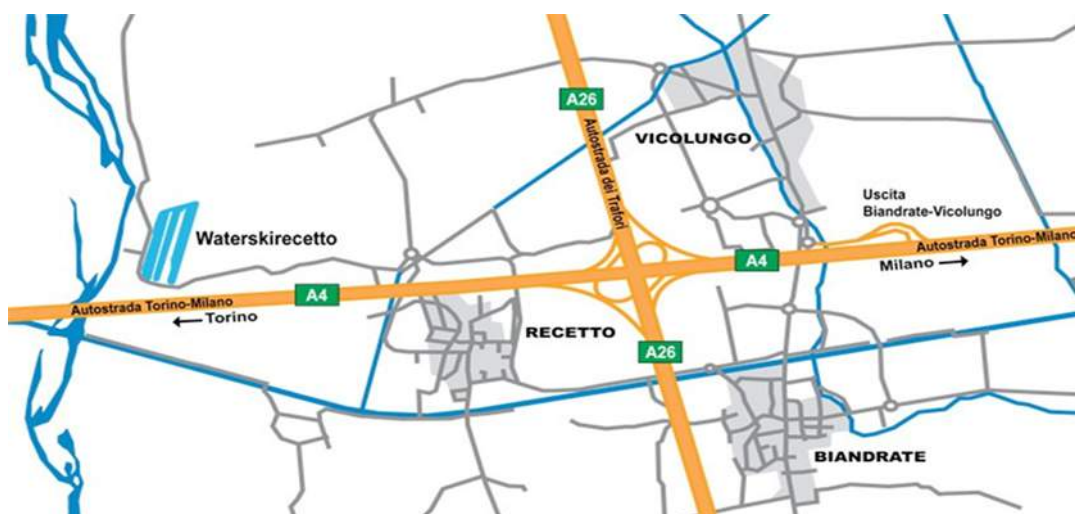 A26
VICOLUNGO
Autostrada dei Trafori
Uscita
Biandrate-Vicolungo
Waterskirecetto
Autostrada Torino-Milano
A4
Milano →
A4
Autostrada Torino-Milano
← Torino
RECETTO
A26
BIANDRATE